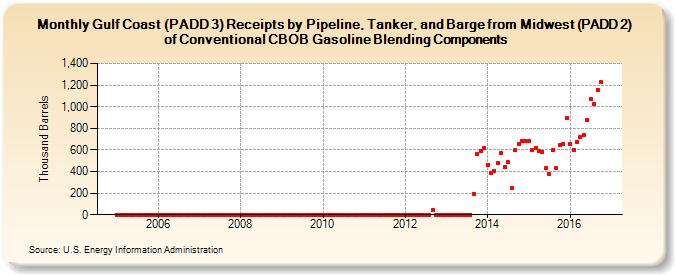 Monthly Gulf Coast (PADD 3) Receipts by Pipeline, Tanker, and Barge from Midwest (PADD 2)
of Conventional CBOB Gasoline Blending Components
Thousand Barrels
1,400
1,200
1,000
800
600
400
200
0
2006 2008 2010 2012 2014 2016
Source: U.S. Energy Information Administration